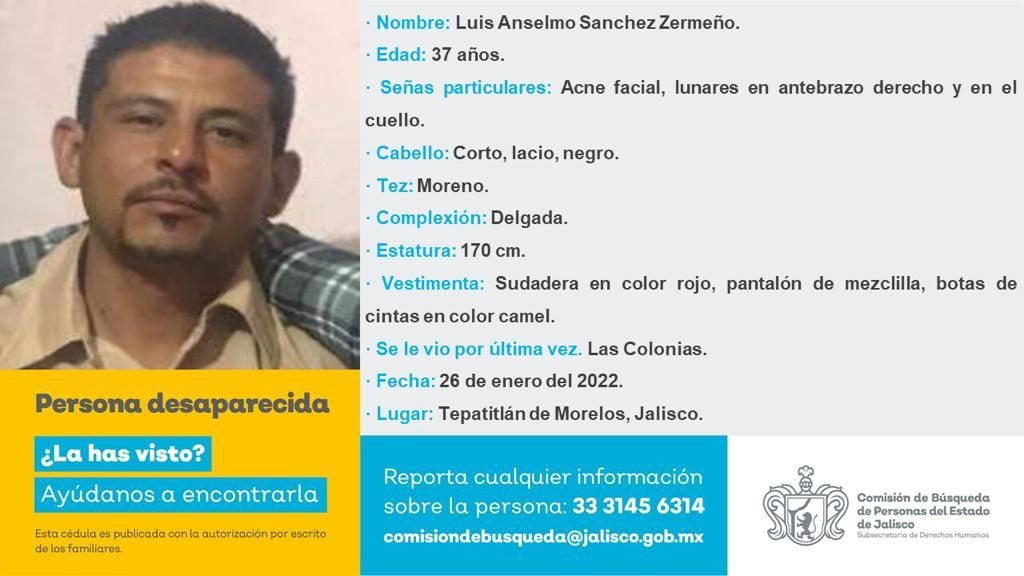 · Nombre: Luis Anselmo Sanchez Zermeño.
· Edad: 37 años.
· Señas particulares: Acne facial, lunares en antebrazo derecho y en el
cuello.
· Cabello: Corto, lacio, negro.
· Tez: Moreno.
· Complexión: Delgada.
· Estatura: 170 cm.
· Vestimenta: Sudadera en color rojo, pantalón de mezclilla, botas de
cintas en color camel.
· Se le vio por última vez. Las Colonias.
· Fecha: 26 de enero del 2022.
· Lugar: Tepatitlán de Morelos, Jalisco.
Persona desaparecida
¿La has visto?
Ayúdanos a encontrarla
Esta cédula es publicada con la autorización por escrito
de los familiares.
Reporta cualquier información
sobre la persona: 33 3145 6314
comisiondebusqueda@jalisco.gob.mx
Comisión de Búsqueda
de Personas del Estado
de Jalisco
Subsecretaría de Derechos Humanos